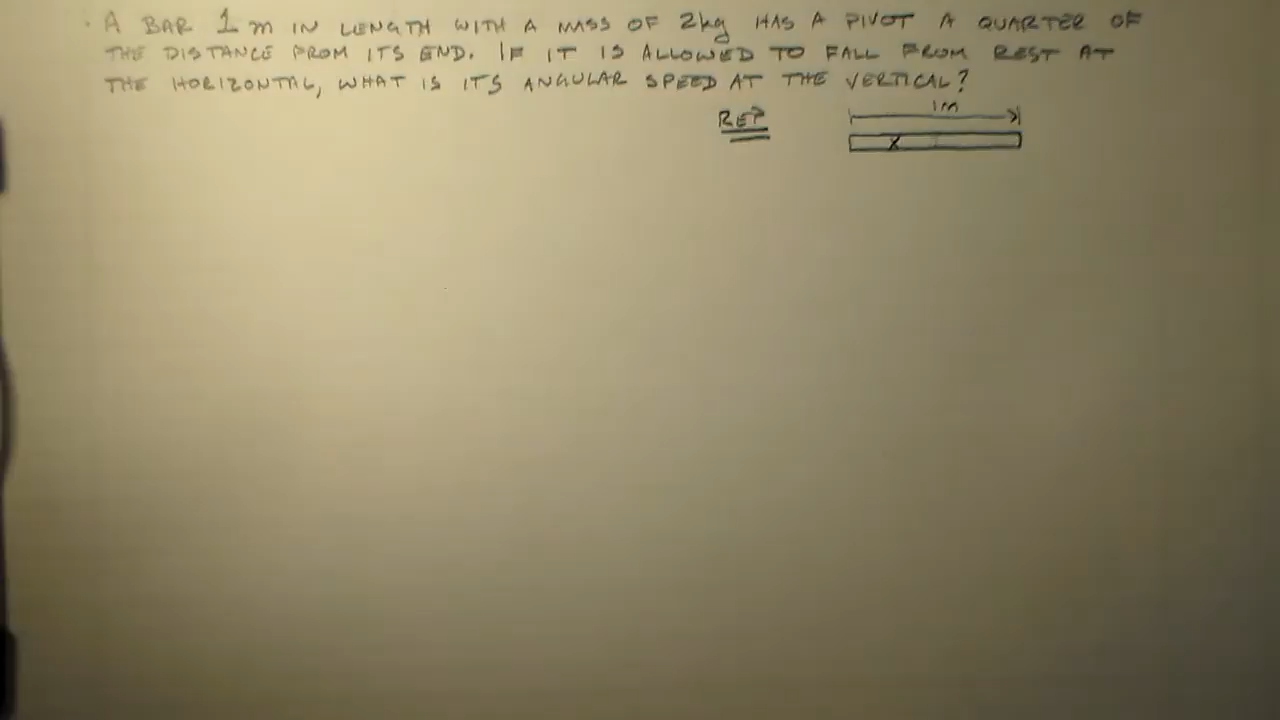 A BAR 1 m IN LENGTH WITH A MASS OF 2kg HAS A PIVOT A QUARTER OF
THE DISTANCE FROM ITS END. IF IT IS ALLOWED TO FALL FROM REST AT
THE HORIZONTAL, WHAT IS ITS ANGULAR SPEED AT THE VERTICAL?
REP
1m
x